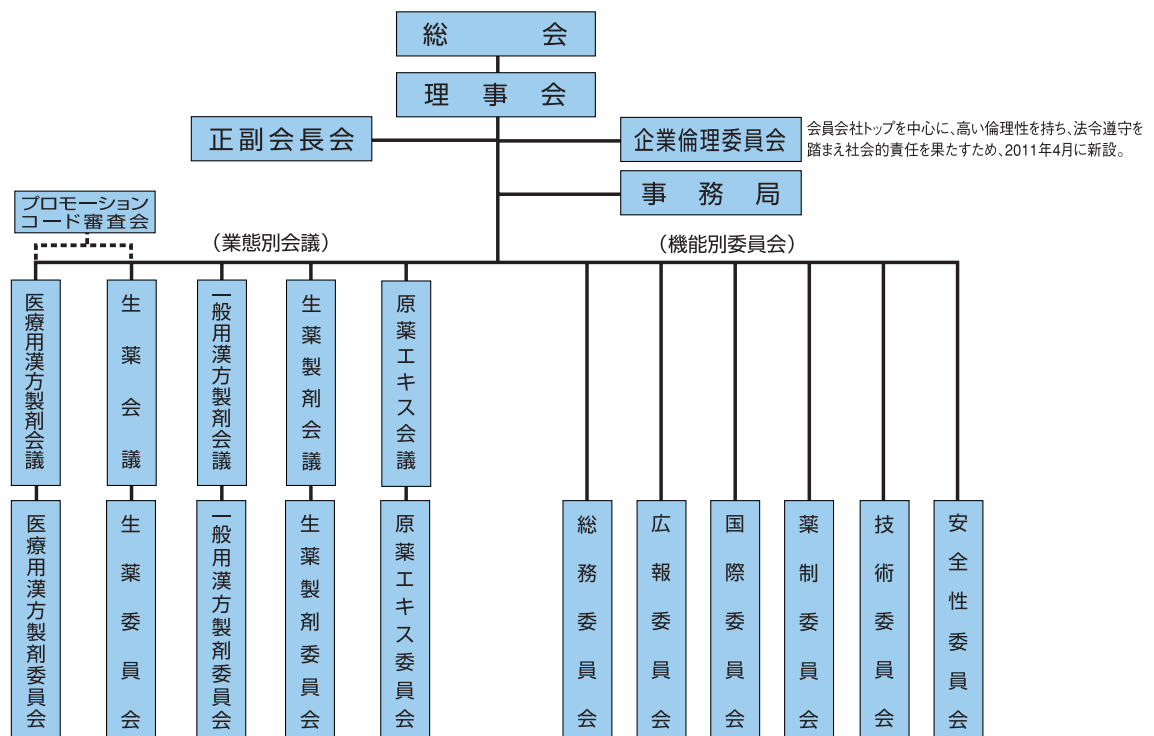 総会
理事会
正副会長会
企業倫理委員会
会員会社トップを中心に、高い倫理性を持ち、法令遵守を
踏まえ社会的責任を果たすため、2011年4月に新設。
事務局
プロモーション
コード審査会
（業態別会議）
（機能別委員会）
医療用漢方製剤会議
生薬会議
一般用漢方製剤会議
生薬製剤会議
原薬エキス会議
医療用漢方製剤委員会
生薬委員会
一般用漢方製剤委員会
生薬製剤委員会
原薬エキス委員会
総務委員会
広報委員会
国際委員会
薬制委員会
技術委員会
安全性委員会